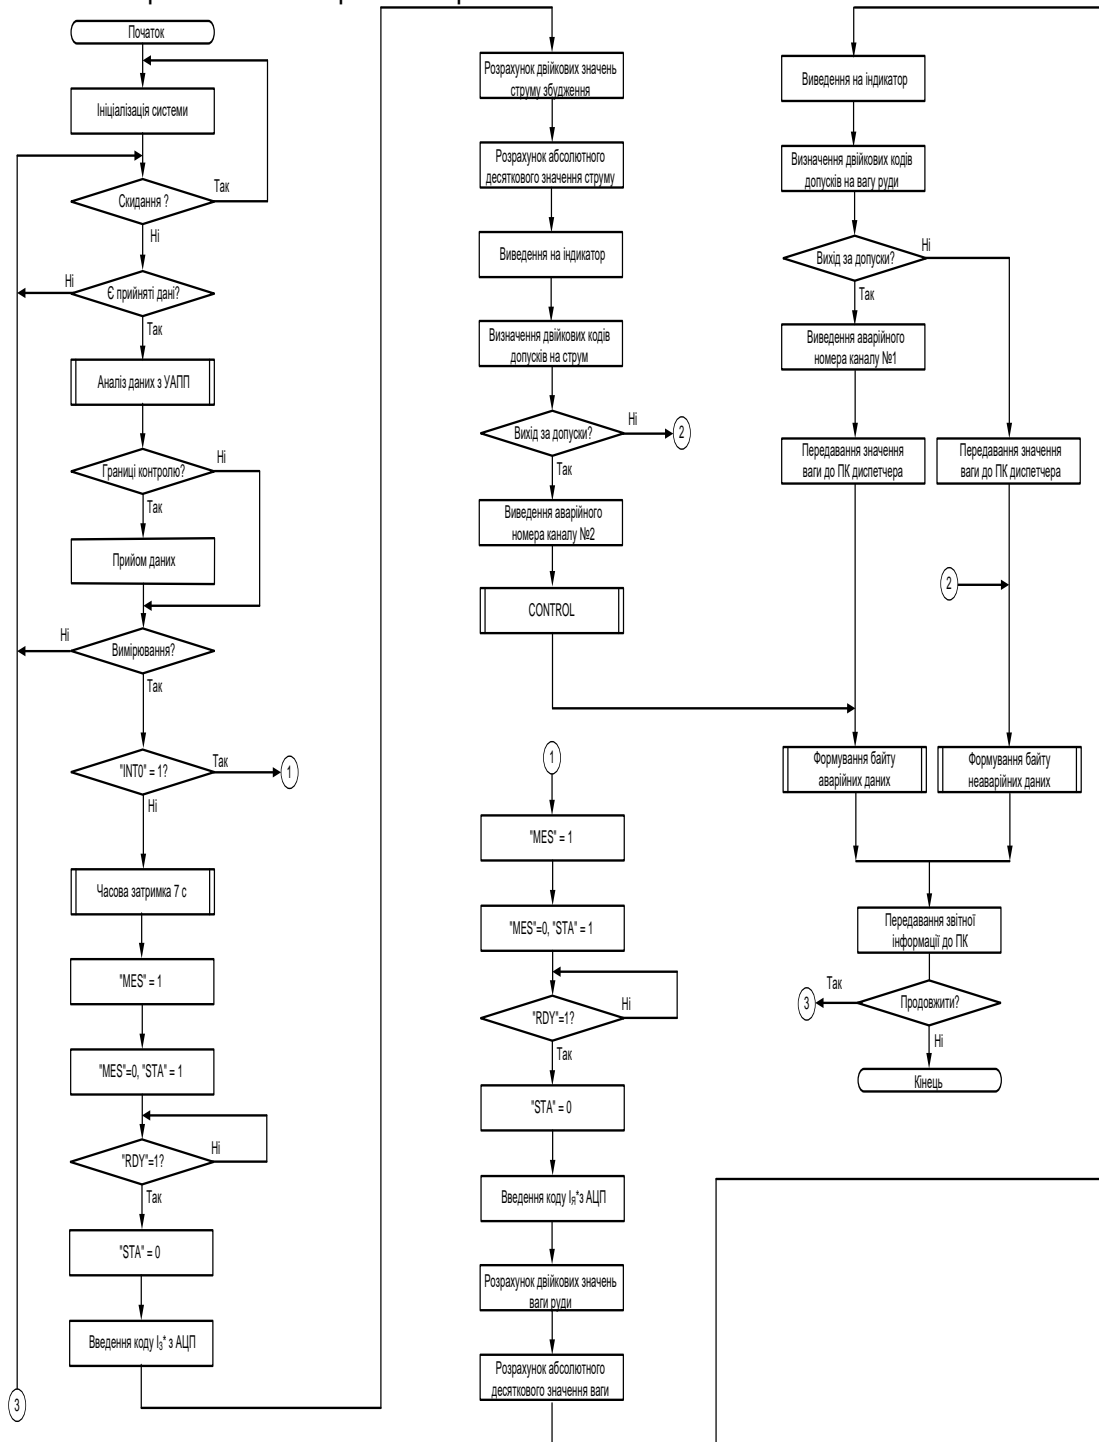 Початок
Ініціалізація системи
Скидання ?
Так
Ні
Є прийняті дані?
Ні
Так
Аналіз даних з УАПП
Границі контролю?
Ні
Так
Прийом даних
Вимірювання?
Ні
Так
"INT0" = 1?
Так
1
Ні
Часова затримка 7 с
"MES" = 1
"MES"=0, "STA" = 1
"RDY"=1?
Ні
Так
"STA" = 0
Введення коду Iз* з АЦП
3
Розрахунок двійкових значень
струму збудження
Розрахунок абсолютного
десяткового значення струму
Виведення на індикатор
Визначення двійкових кодів
допусків на струм
Вихід за допуски?
Ні
2
Так
Виведення аварійного
номера каналу №2
CONTROL
1
"MES" = 1
"MES"=0, "STA" = 1
"RDY"=1?
Ні
Так
"STA" = 0
Введення коду Iя*з АЦП
Розрахунок двійкових значень
ваги руди
Розрахунок абсолютного
десяткового значення ваги
Виведення на індикатор
Визначення двійкових кодів
допусків на вагу руди
Вихід за допуски?
Ні
Так
Виведення аварійного
номера каналу №1
Передавання значення
ваги до ПК диспетчера
Передавання значення
ваги до ПК диспетчера
2
Формування байту
аварійних даних
Формування байту
неаварійних даних
Передавання звітної
інформації до ПК
Продовжити?
Так
3
Ні
Кінець